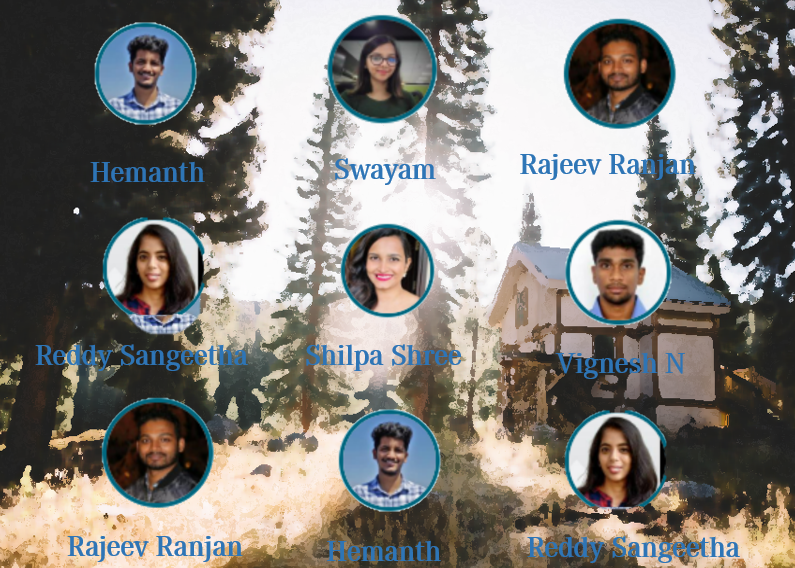 Hemanth
Swayam
Rajeev Ranjan
Reddy Sangeetha
Shilpa Shree
Vignesh N
Rajeev Ranjan
Hemanth
Reddy Sangeetha